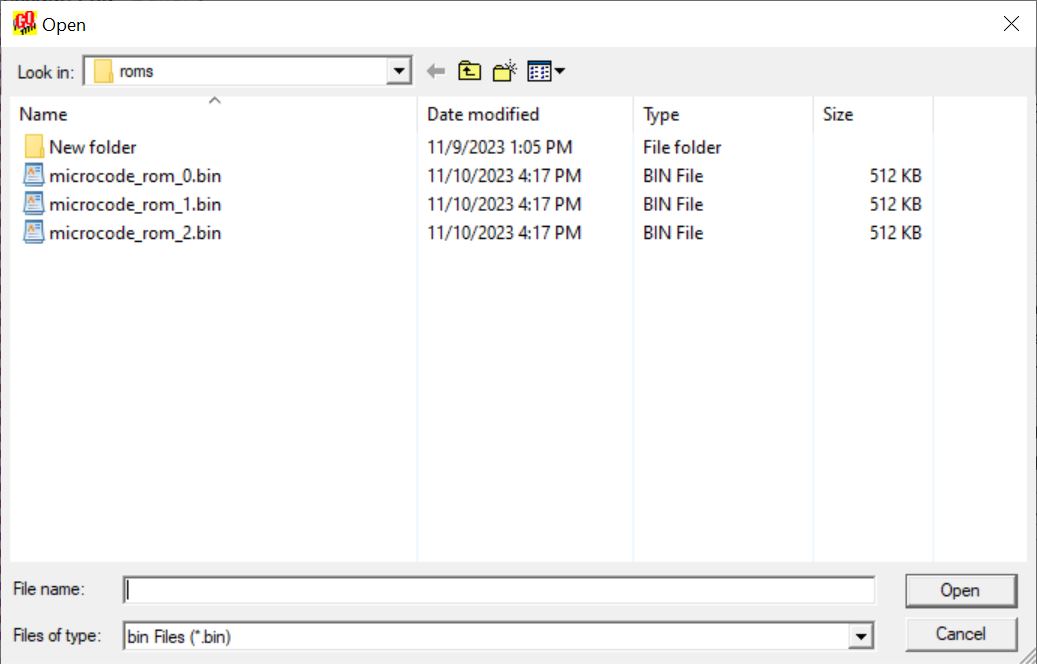 GQ Open
Look in: roms
Name Date modified Type Size
New folder 11/9/2023 1:05 PM File folder
microcode_rom_0.bin 11/10/2023 4:17 PM BIN File 512 KB
microcode_rom_1.bin 11/10/2023 4:17 PM BIN File 512 KB
microcode_rom_2.bin 11/10/2023 4:17 PM BIN File 512 KB
File name: Open
Files of type: bin Files (*.bin) Cancel